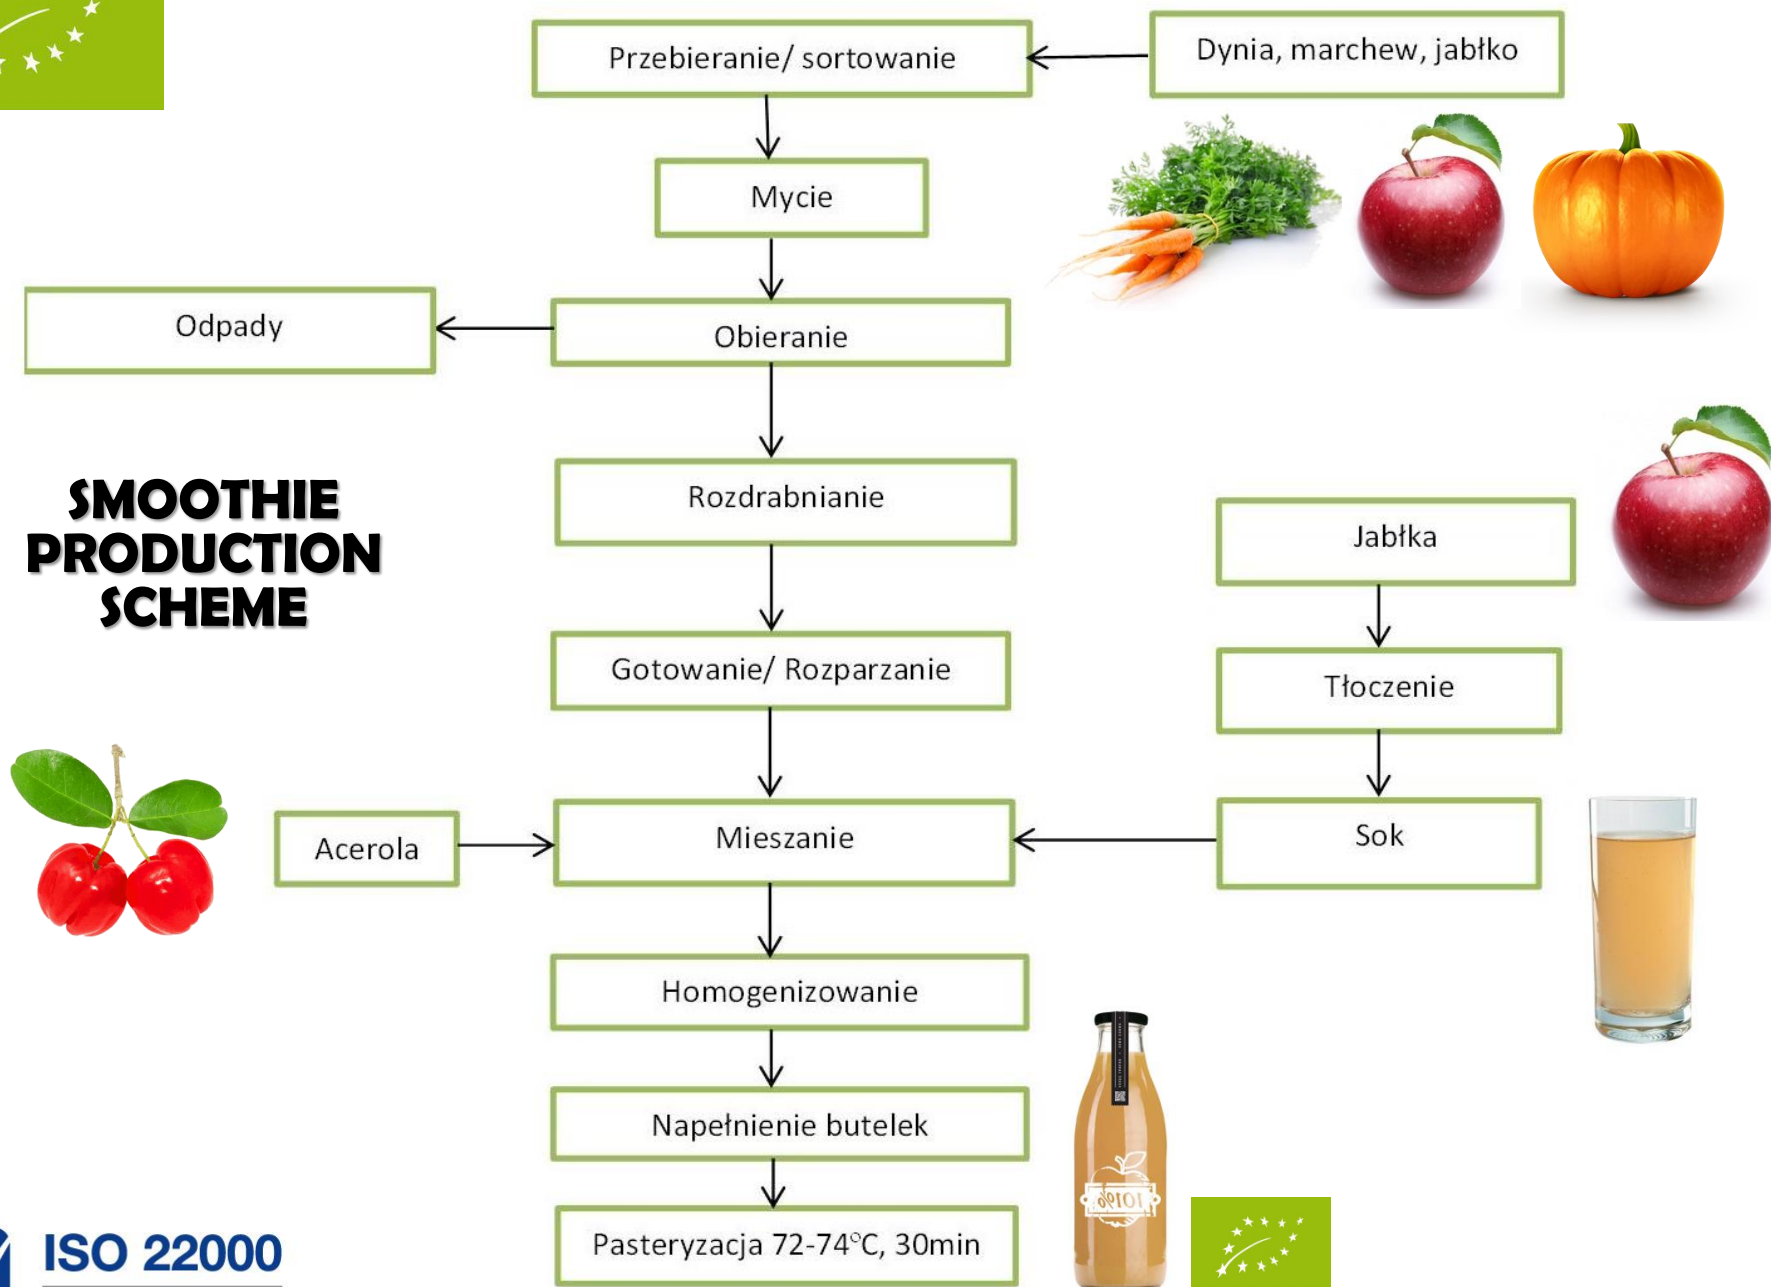 Przebieranie/ sortowanie
Dynia, marchew, jabłko
Mycie
Odpady
Obieranie
Rozdrabnianie
SMOOTHIE
PRODUCTION
SCHEME
Jabłka
Gotowanie/ Rozparzanie
Tłoczenie
Acerola
Mieszanie
Sok
Homogenizowanie
Napełnienie butelek
101%
Pasteryzacja 72-74°C, 30min
ISO 22000